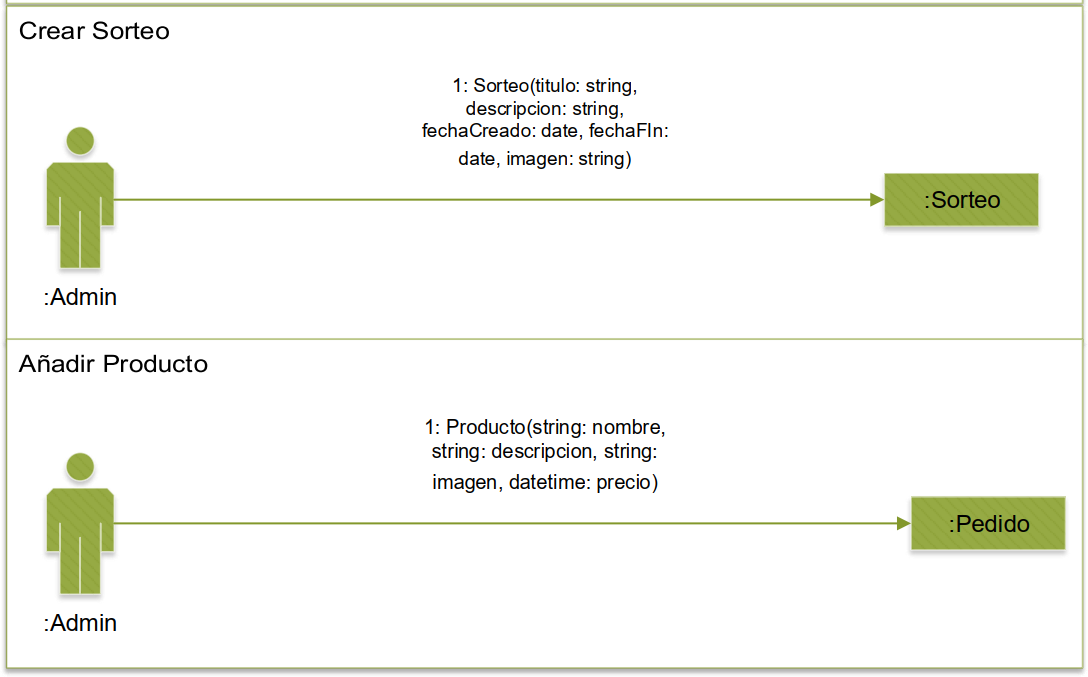 Crear Sorteo
1: Sorteo(titulo: string,
descripcion: string,
fechaCreado: date, fechaFIn:
date, imagen: string)
:Sorteo
:Admin
Añadir Producto
1: Producto(string: nombre,
string: descripcion, string:
imagen, datetime: precio)
:Pedido
:Admin